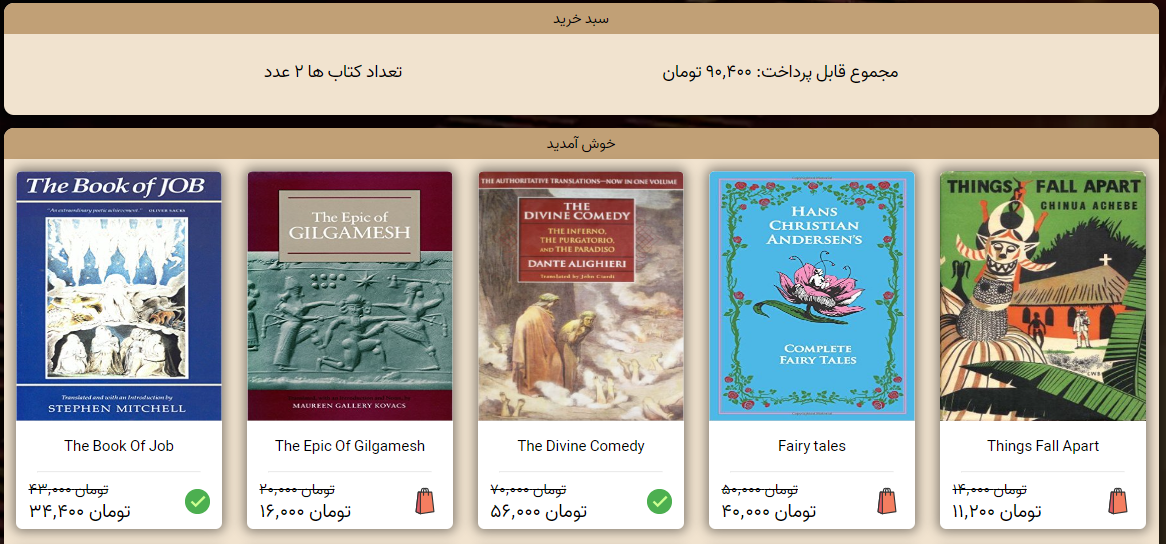 سبد خرید
مجموع قابل پرداخت: ۹۰,۴۰۰ تومان
تعداد کتاب ها ۲ عدد
خوش آمدید
The Book of JOB
"An extraordinary poetic achievement." OLIVER SACKS
Translated and with an Introduction by
STEPHEN MITCHELL
The Book Of Job
۴۳,۰۰۰ تومان
۳۴,۴۰۰ تومان
The Epic of
GILGAMESH
MAUREEN GALLERY KOVACS
The Epic Of Gilgamesh
۲۰,۰۰۰ تومان
۱۶,۰۰۰ تومان
THE AUTHORITATIVE TRANSLATIONS—NOW IN ONE VOLUME
THE
DIVINE COMEDY
THE INFERNO,
THE PURGATORIO,
AND THE PARADISO
DANTE ALIGHIERI
Translated by John Ciardi
The Divine Comedy
۷۰,۰۰۰ تومان
۵۶,۰۰۰ تومان
HANS
CHRISTIAN
ANDERSEN'S
COMPLETE
FAIRY TALES
Fairy tales
۵۰,۰۰۰ تومان
۴۰,۰۰۰ تومان
THINGS FALL APART
CHINUA ACHEBE
Things Fall Apart
۱۴,۰۰۰ تومان
۱۱,۲۰۰ تومان